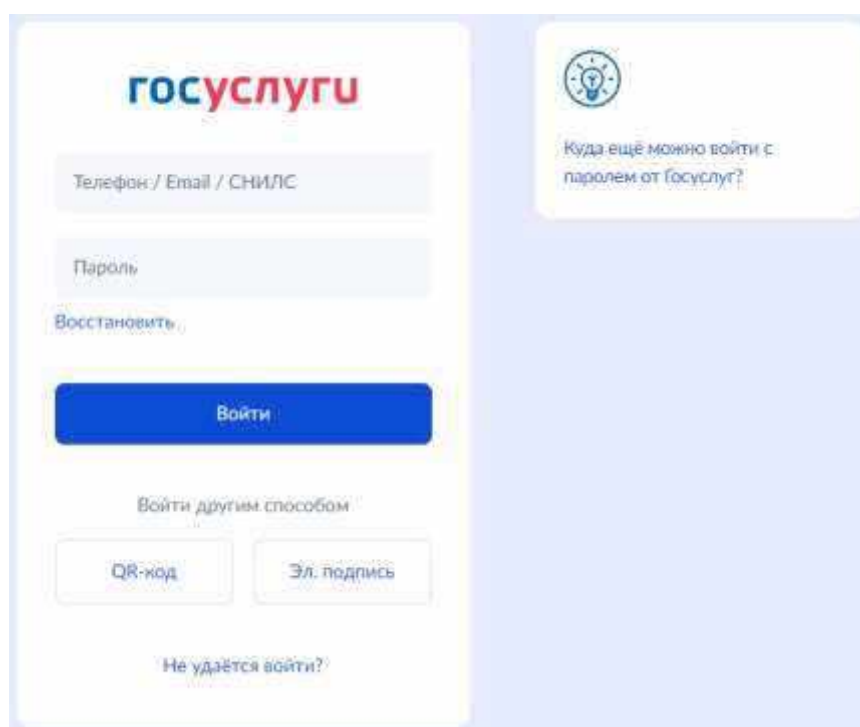 госуслуги
Телефон / Email / СНИЛС
Пароль
Восстановить
Войти
Войти другим способом
QR-код
Эл. подпись
Не удаётся войти?
Куда ещё можно войти с
паролем от Госуслуг?